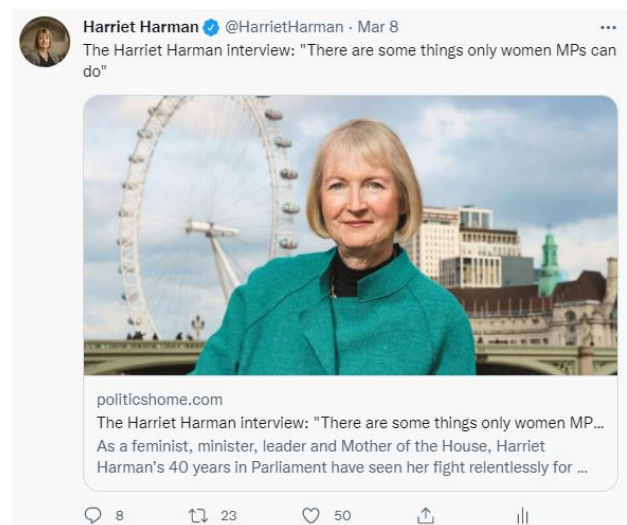 Harriet Harman @HarrietHarman · Mar 8
The Harriet Harman interview: "There are some things only women MPs can
do"
politicshome.com
The Harriet Harman interview: "There are some things only women MP...
As a feminist, minister, leader and Mother of the House, Harriet
Harman's 40 years in Parliament have seen her fight relentlessly for ...
8 23 50